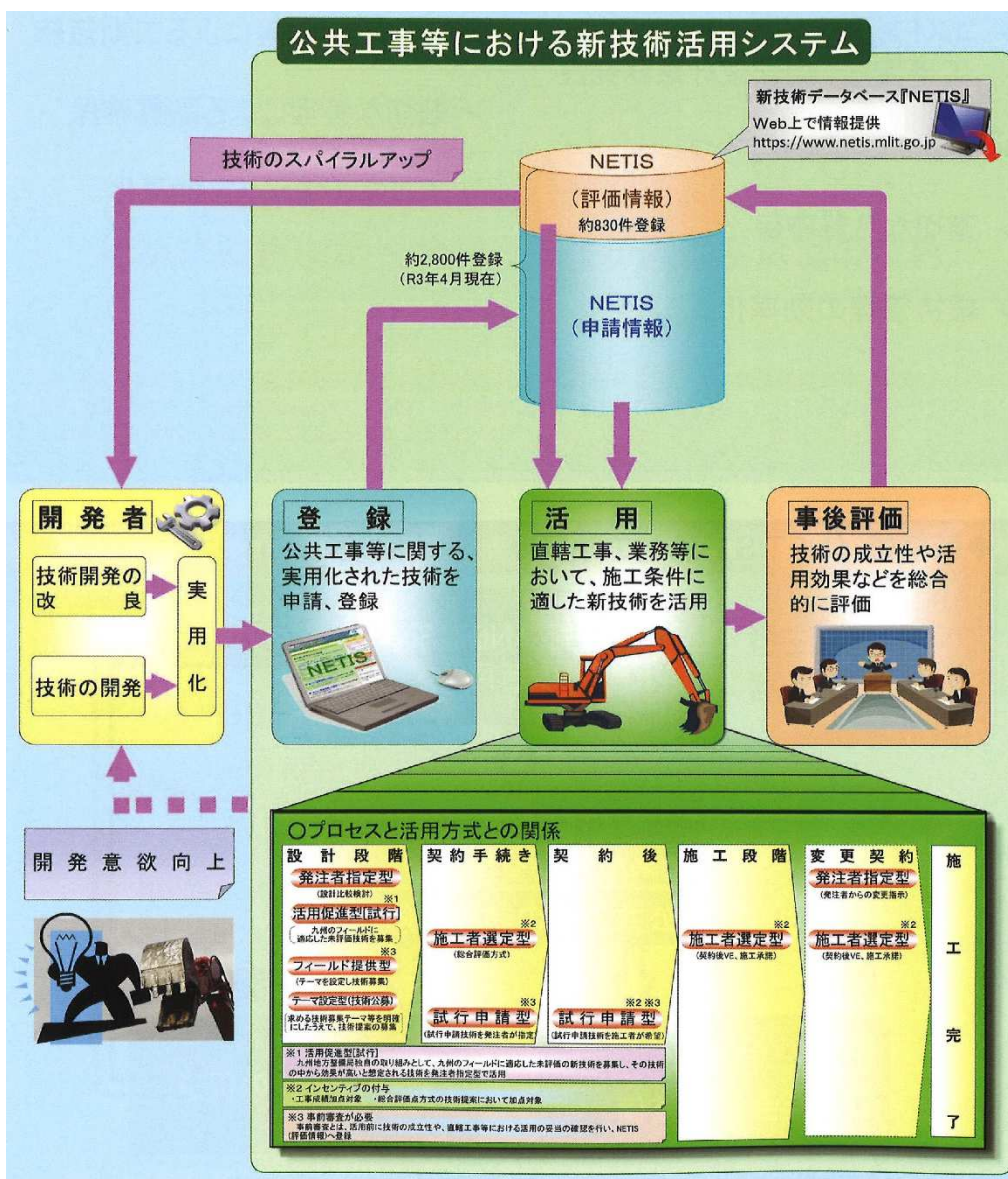 公共工事等における新技術活用システム
新技術データベース『NETIS』
Web上で情報提供
https://www.netis.mlit.go.jp
技術のスパイラルアップ
NETIS
(評価情報)
約830件登録
約2,800件登録
(R3年4月現在)
NETIS
(申請情報)
開発者
技術開発の
改良
技術の開発
実用化
登録
公共工事等に関する、
実用化された技術を
申請、登録
NETIS
活用
直轄工事、業務等に
おいて、施工条件に
適した新技術を活用
事後評価
技術の成立性や活
用効果などを総合
的に評価
開発意欲向上
○プロセスと活用方式との関係
設計段階
発注者指定型
(設計比較検討)
※1
活用促進型[試行]
九州のフィールドに
適応した未評価技術を募集
※3
フィールド提供型
(テーマを設定し技術募集)
テーマ設定型(技術公募)
求める技術募集テーマ等を明確
にしたうえで、技術提案の募集
契約手続き
※2
施工者選定型
(総合評価方式)
※3
試行申請型
(試行申請技術を発注者が指定)
契約後
※2 ※3
試行申請型
(試行申請技術を施工者が希望)
施工段階
※2
施工者選定型
(契約後VE、施工承諾)
変更契約
発注者指定型
(発注者からの変更指示)
※2
施工者選定型
(契約後VE、施工承諾)
施工完了
※1 活用促進型[試行]
九州地方整備局独自の取り組みとして、九州のフィールドに適応した未評価の新技術を募集し、その技術
の中から効果が高いと想定される技術を発注者指定型で活用
※2 インセンティブの付与
・工事成績加点対象 ・総合評価点方式の技術提案において加点対象
※3 事前審査が必要
事前審査とは、活用前に技術の成立性や、直轄工事等における活用の妥当の確認を行い、NETIS
(評価情報)へ登録